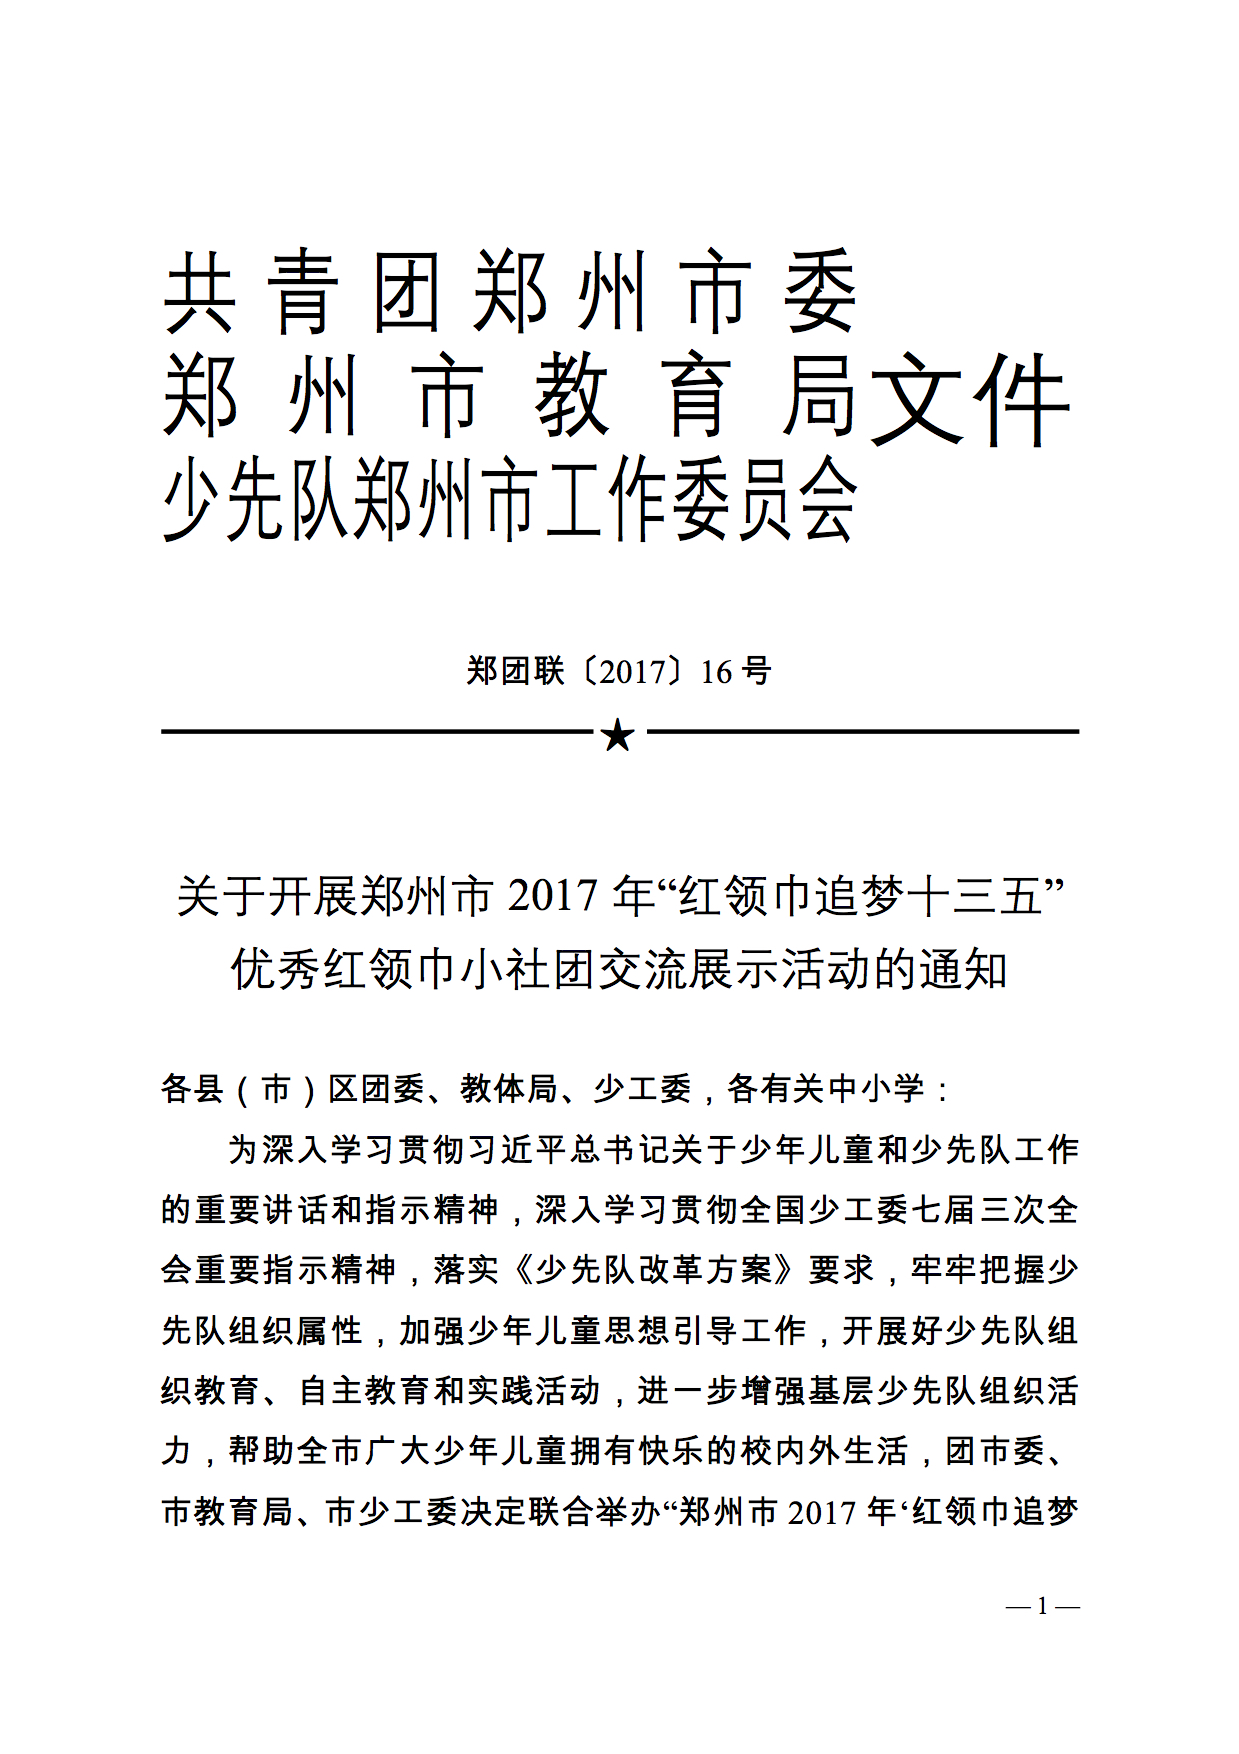 共青团郑州市委
郑州市教育局文件
少先队郑州市工作委员会
郑团联〔2017〕16 号
★
关于开展郑州市 2017 年“红领巾追梦十三五”
优秀红领巾小社团交流展示活动的通知
各县（市）区团委、教体局、少工委，各有关中小学：
为深入学习贯彻习近平总书记关于少年儿童和少先队工作
的重要讲话和指示精神，深入学习贯彻全国少工委七届三次全
会重要指示精神，落实《少先队改革方案》要求，牢牢把握少
先队组织属性，加强少年儿童思想引导工作，开展好少先队组
织教育、自主教育和实践活动，进一步增强基层少先队组织活
力，帮助全市广大少年儿童拥有快乐的校内外生活，团市委、
市教育局、市少工委决定联合举办“郑州市 2017 年‘红领巾追梦
— 1 —